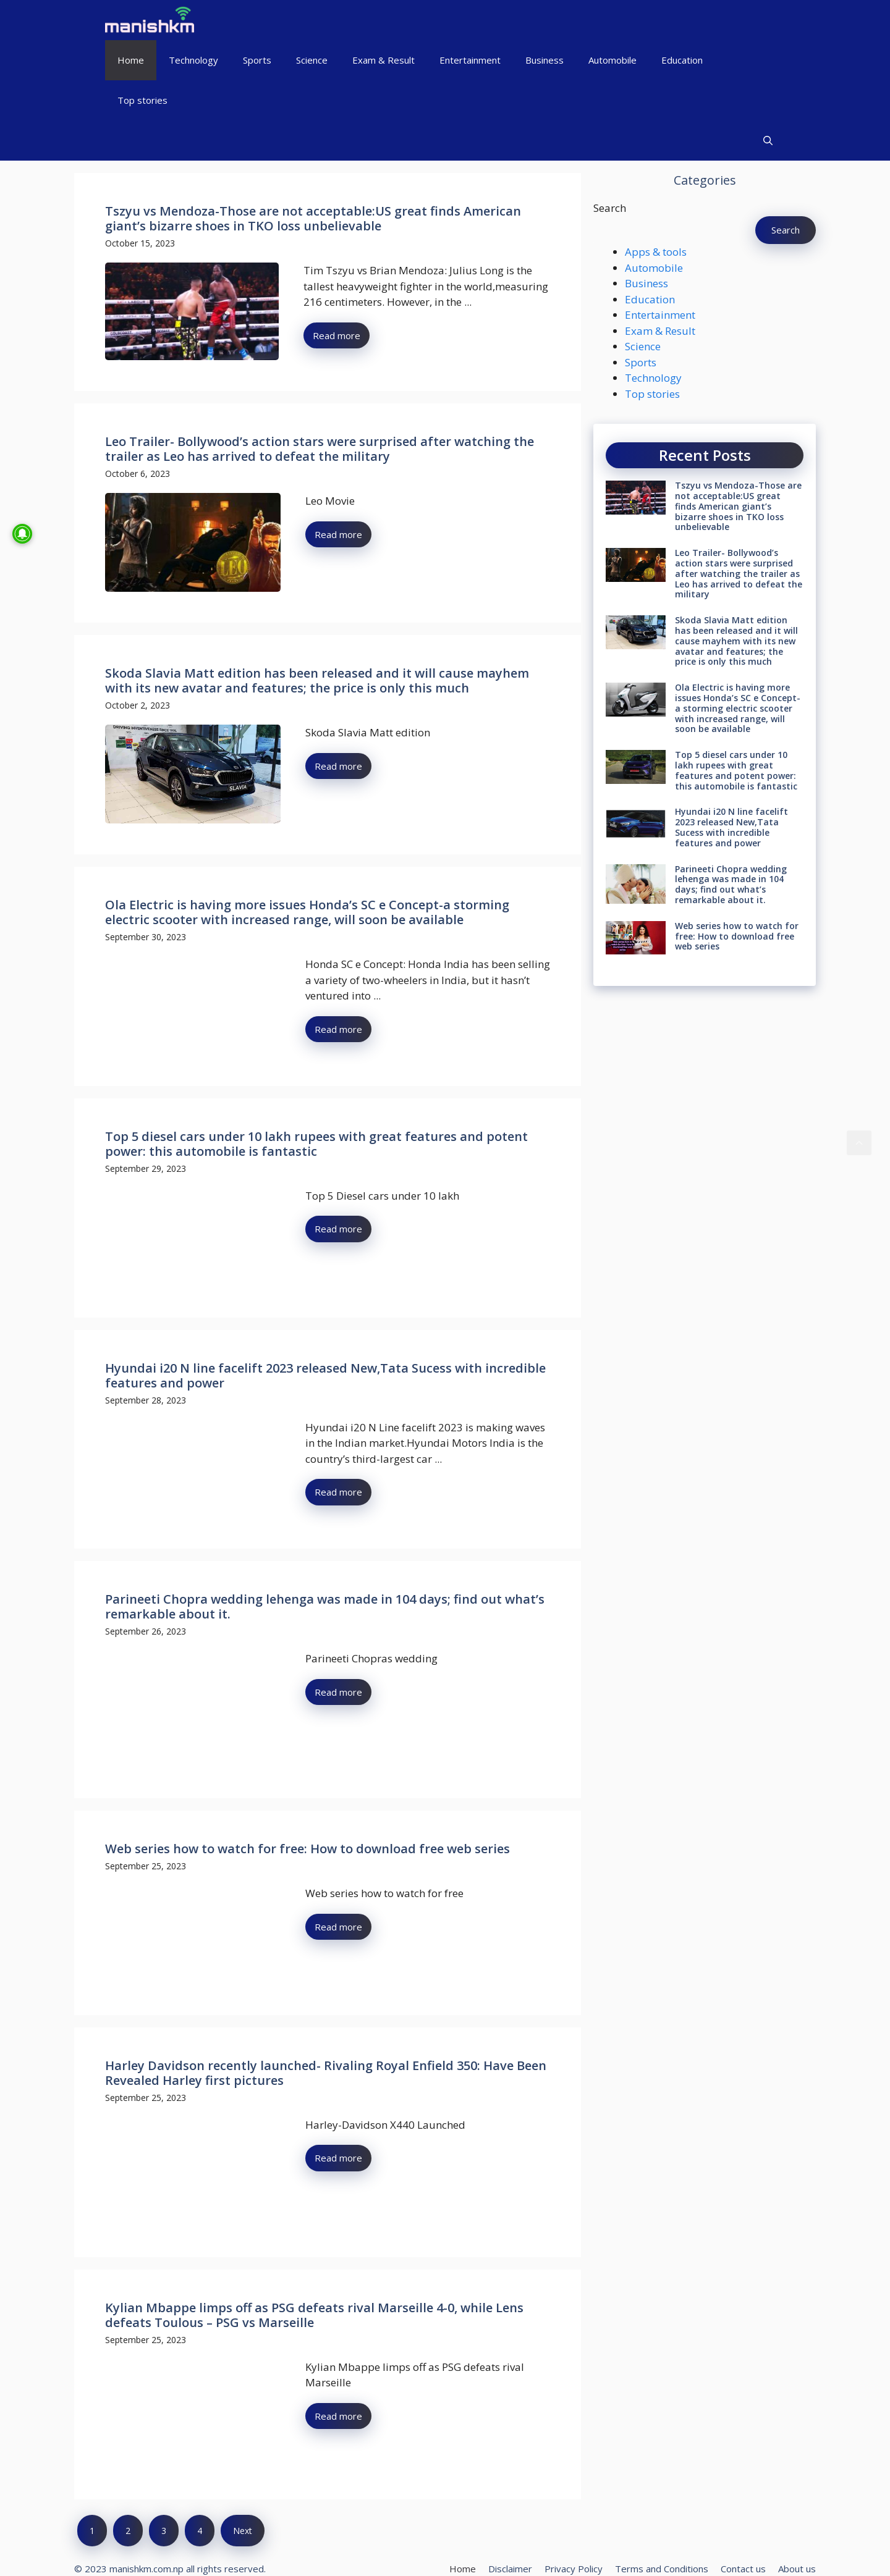 manishkm
Home
Technology
Sports
Science
Exam & Result
Entertainment
Business
Automobile
Education
Top stories
Tszyu vs Mendoza-Those are not acceptable:US great finds American
giant’s bizarre shoes in TKO loss unbelievable
October 15, 2023
Tim Tszyu vs Brian Mendoza: Julius Long is the
tallest heavyweight fighter in the world,measuring
216 centimeters. However, in the ...
Read more
Leo Trailer- Bollywood’s action stars were surprised after watching the
trailer as Leo has arrived to defeat the military
October 6, 2023
LEO
Leo Movie
Read more
Skoda Slavia Matt edition has been released and it will cause mayhem
with its new avatar and features; the price is only this much
October 2, 2023
SLAVIA
Skoda Slavia Matt edition
Read more
Ola Electric is having more issues Honda’s SC e Concept-a storming
electric scooter with increased range, will soon be available
September 30, 2023
Honda SC e Concept: Honda India has been selling
a variety of two-wheelers in India, but it hasn’t
ventured into ...
Read more
Top 5 diesel cars under 10 lakh rupees with great features and potent
power: this automobile is fantastic
September 29, 2023
Top 5 Diesel cars under 10 lakh
Read more
Hyundai i20 N line facelift 2023 released New,Tata Sucess with incredible
features and power
September 28, 2023
Hyundai i20 N Line facelift 2023 is making waves
in the Indian market.Hyundai Motors India is the
country’s third-largest car ...
Read more
Parineeti Chopra wedding lehenga was made in 104 days; find out what’s
remarkable about it.
September 26, 2023
Parineeti Chopras wedding
Read more
Web series how to watch for free: How to download free web series
September 25, 2023
Web series how to watch for free
Read more
Harley Davidson recently launched- Rivaling Royal Enfield 350: Have Been
Revealed Harley first pictures
September 25, 2023
Harley-Davidson X440 Launched
Read more
Kylian Mbappe limps off as PSG defeats rival Marseille 4-0, while Lens
defeats Toulous – PSG vs Marseille
September 25, 2023
Kylian Mbappe limps off as PSG defeats rival
Marseille
Read more
1
2
3
4
Next
Categories
Search
Search
Apps & tools
Automobile
Business
Education
Entertainment
Exam & Result
Science
Sports
Technology
Top stories
Recent Posts
Tszyu vs Mendoza-Those are
not acceptable:US great
finds American giant’s
bizarre shoes in TKO loss
unbelievable
Leo Trailer- Bollywood’s
action stars were surprised
after watching the trailer as
Leo has arrived to defeat the
military
Skoda Slavia Matt edition
has been released and it will
cause mayhem with its new
avatar and features; the
price is only this much
Ola Electric is having more
issues Honda’s SC e Concept-
a storming electric scooter
with increased range, will
soon be available
Top 5 diesel cars under 10
lakh rupees with great
features and potent power:
this automobile is fantastic
Hyundai i20 N line facelift
2023 released New,Tata
Sucess with incredible
features and power
Parineeti Chopra wedding
lehenga was made in 104
days; find out what’s
remarkable about it.
Web series how to watch for
free: How to download free
web series
© 2023 manishkm.com.np all rights reserved.
Home
Disclaimer
Privacy Policy
Terms and Conditions
Contact us
About us